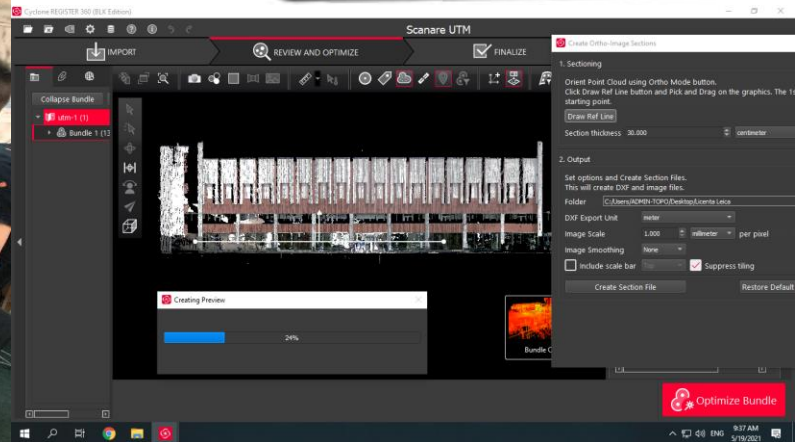 Cyclone REGISTER 360 (BLK Edition)
Scanare UTM
IMPORT
REVIEW AND OPTIMIZE
FINALIZE
Collapse Bundle
utm-1 (1)
Bundle 1 (13
Creating Preview
24%
Bundle C
Create Ortho-Image Sections
1. Sectioning
Orient Point Cloud using Ortho Mode button.
Click Draw Ref Line button and Pick and Drag on the graphics. The 1s
starting point.
Draw Ref Line
Section thickness 30.000 centimeter
2. Output
Set options and Create Section Files.
This will create DXF and image files.
Folder C:/Users/ADMIN-TOPO/Desktop/Licenta Leica
DXF Export Unit meter
Image Scale 1.000 millimeter per pixel
Image Smoothing None
Include scale bar Top Suppress tiling
Create Section File Restore Default
Optimize Bundle
ENG
9:37 AM
5/19/2021